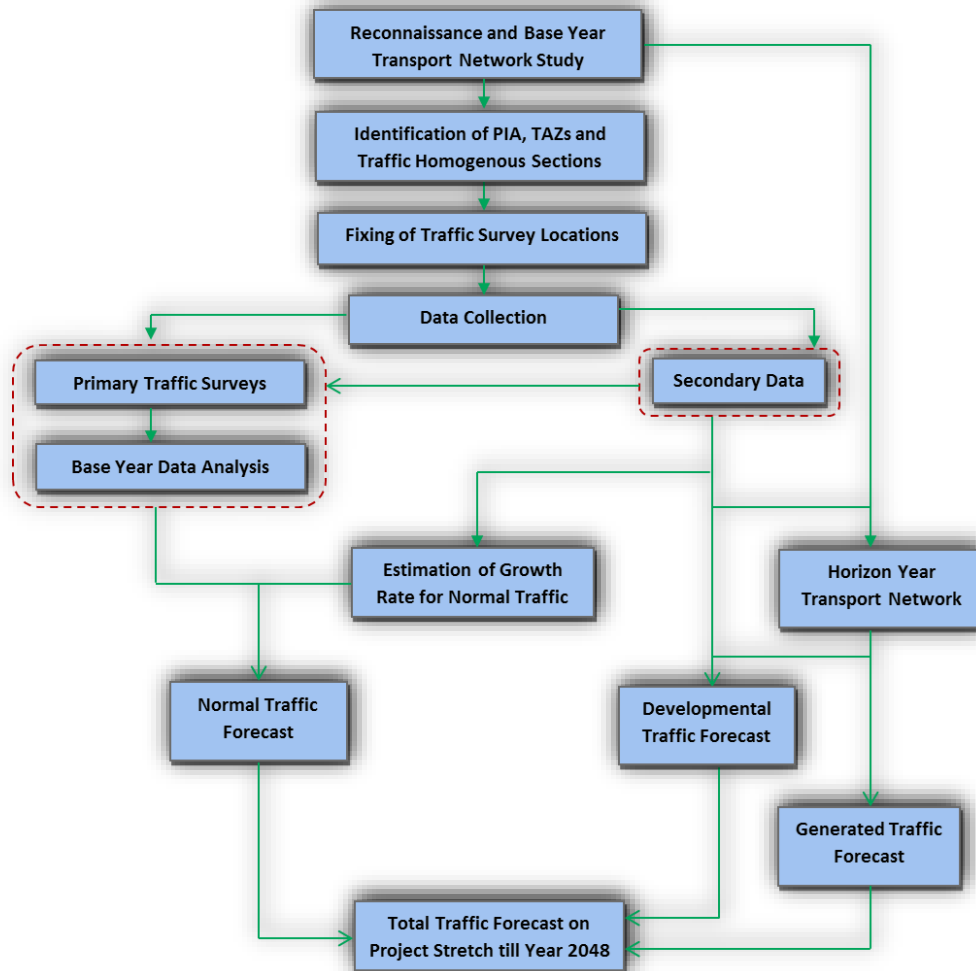 Reconnaissance and Base Year
Transport Network Study
Identification of PIA, TAZs and
Traffic Homogenous Sections
Fixing of Traffic Survey Locations
Data Collection
Primary Traffic Surveys
Secondary Data
Base Year Data Analysis
Estimation of Growth
Rate for Normal Traffic
Horizon Year
Transport Network
Normal Traffic
Forecast
Developmental
Traffic Forecast
Generated Traffic
Forecast
Total Traffic Forecast on
Project Stretch till Year 2048